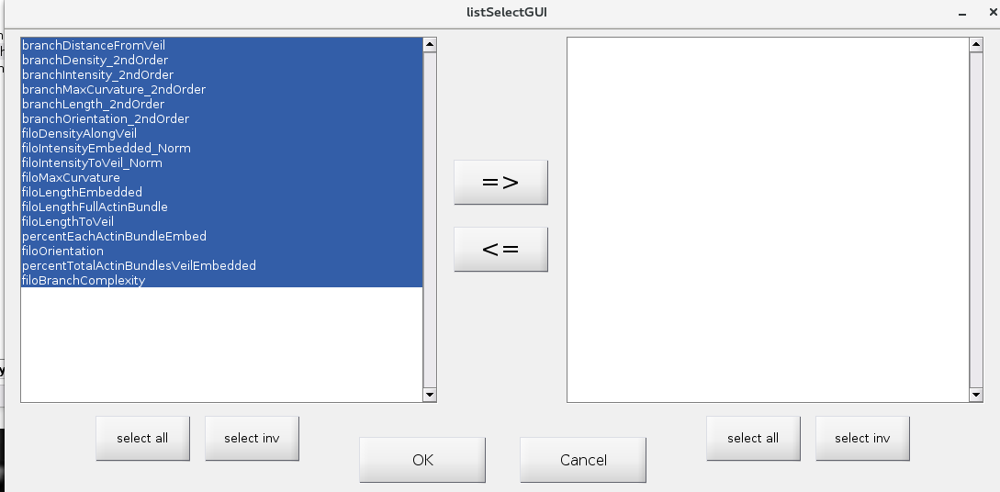 listSelectGUI
branchDistanceFromVeil
branchDensity_2ndOrder
branchIntensity_2ndOrder
branchMaxCurvature_2ndOrder
branchLength_2ndOrder
branchOrientation_2ndOrder
filoDensityAlongVeil
filoIntensityEmbedded_Norm
filoIntensityToVeil_Norm
filoMaxCurvature
filoLengthEmbedded
filoLengthFullActinBundle
filoLengthToVeil
percentEachActinBundleEmbed
filoOrientation
percentTotalActinBundlesVeilEmbedded
filoBranchComplexity
=>
<=
select all
select inv
OK
Cancel
select all
select inv